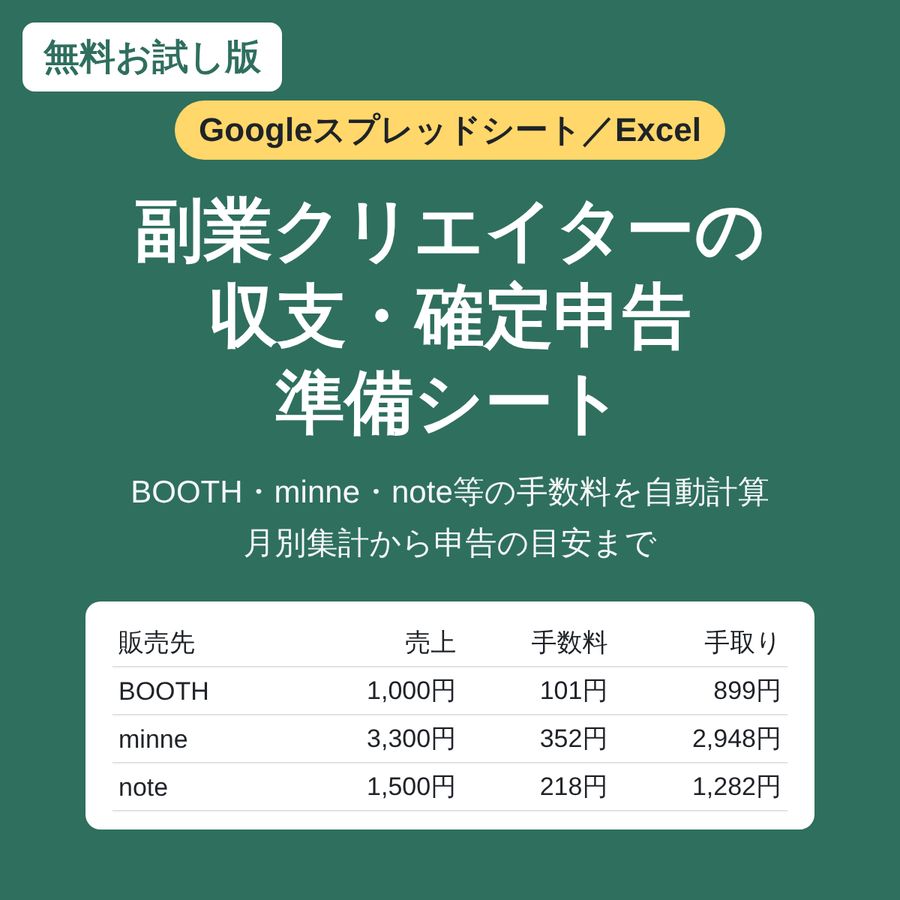 無料お試し版
Googleスプレッドシート／Excel
副業クリエイターの
収支・確定申告
準備シート
BOOTH・minne・note等の手数料を自動計算
月別集計から申告の目安まで
販売先 売上 手数料 手取り
BOOTH 1,000円 101円 899円
minne 3,300円 352円 2,948円
note 1,500円 218円 1,282円